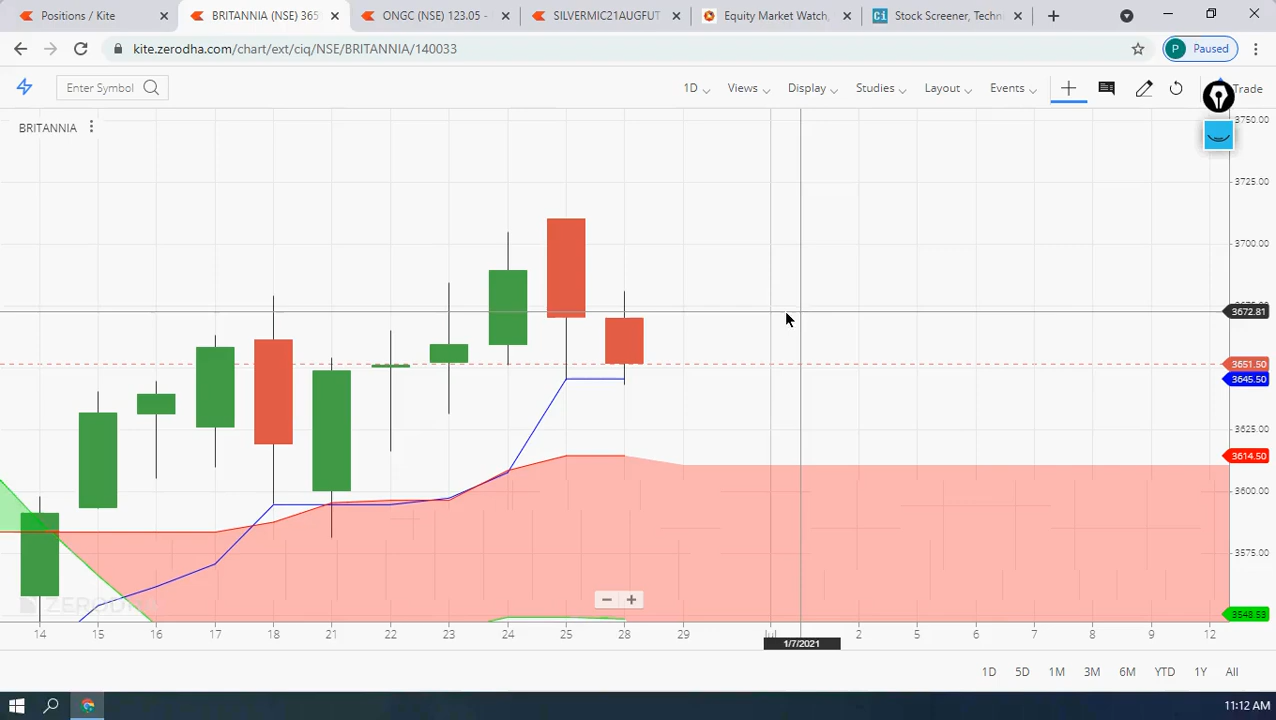 Positions / Kite
BRITANNIA (NSE) 365
ONGC (NSE) 123.05 -
SILVERMIC21AUGFUT
Equity Market Watch,
Stock Screener, Techn
kite.zerodha.com/chart/ext/ciq/NSE/BRITANNIA/140033
P
Paused
Enter Symbol
1D
Views
Display
Studies
Layout
Events
Trade
BRITANNIA
3750.00
3725.00
3700.00
3672.81
3651.50
3645.50
3625.00
3614.50
3600.00
3575.00
3548.53
ZERODHA
14
15
16
17
18
21
22
23
24
25
28
29
Jul
2
5
6
7
8
9
12
1/7/2021
1D
5D
1M
3M
6M
YTD
1Y
All
11:12 AM